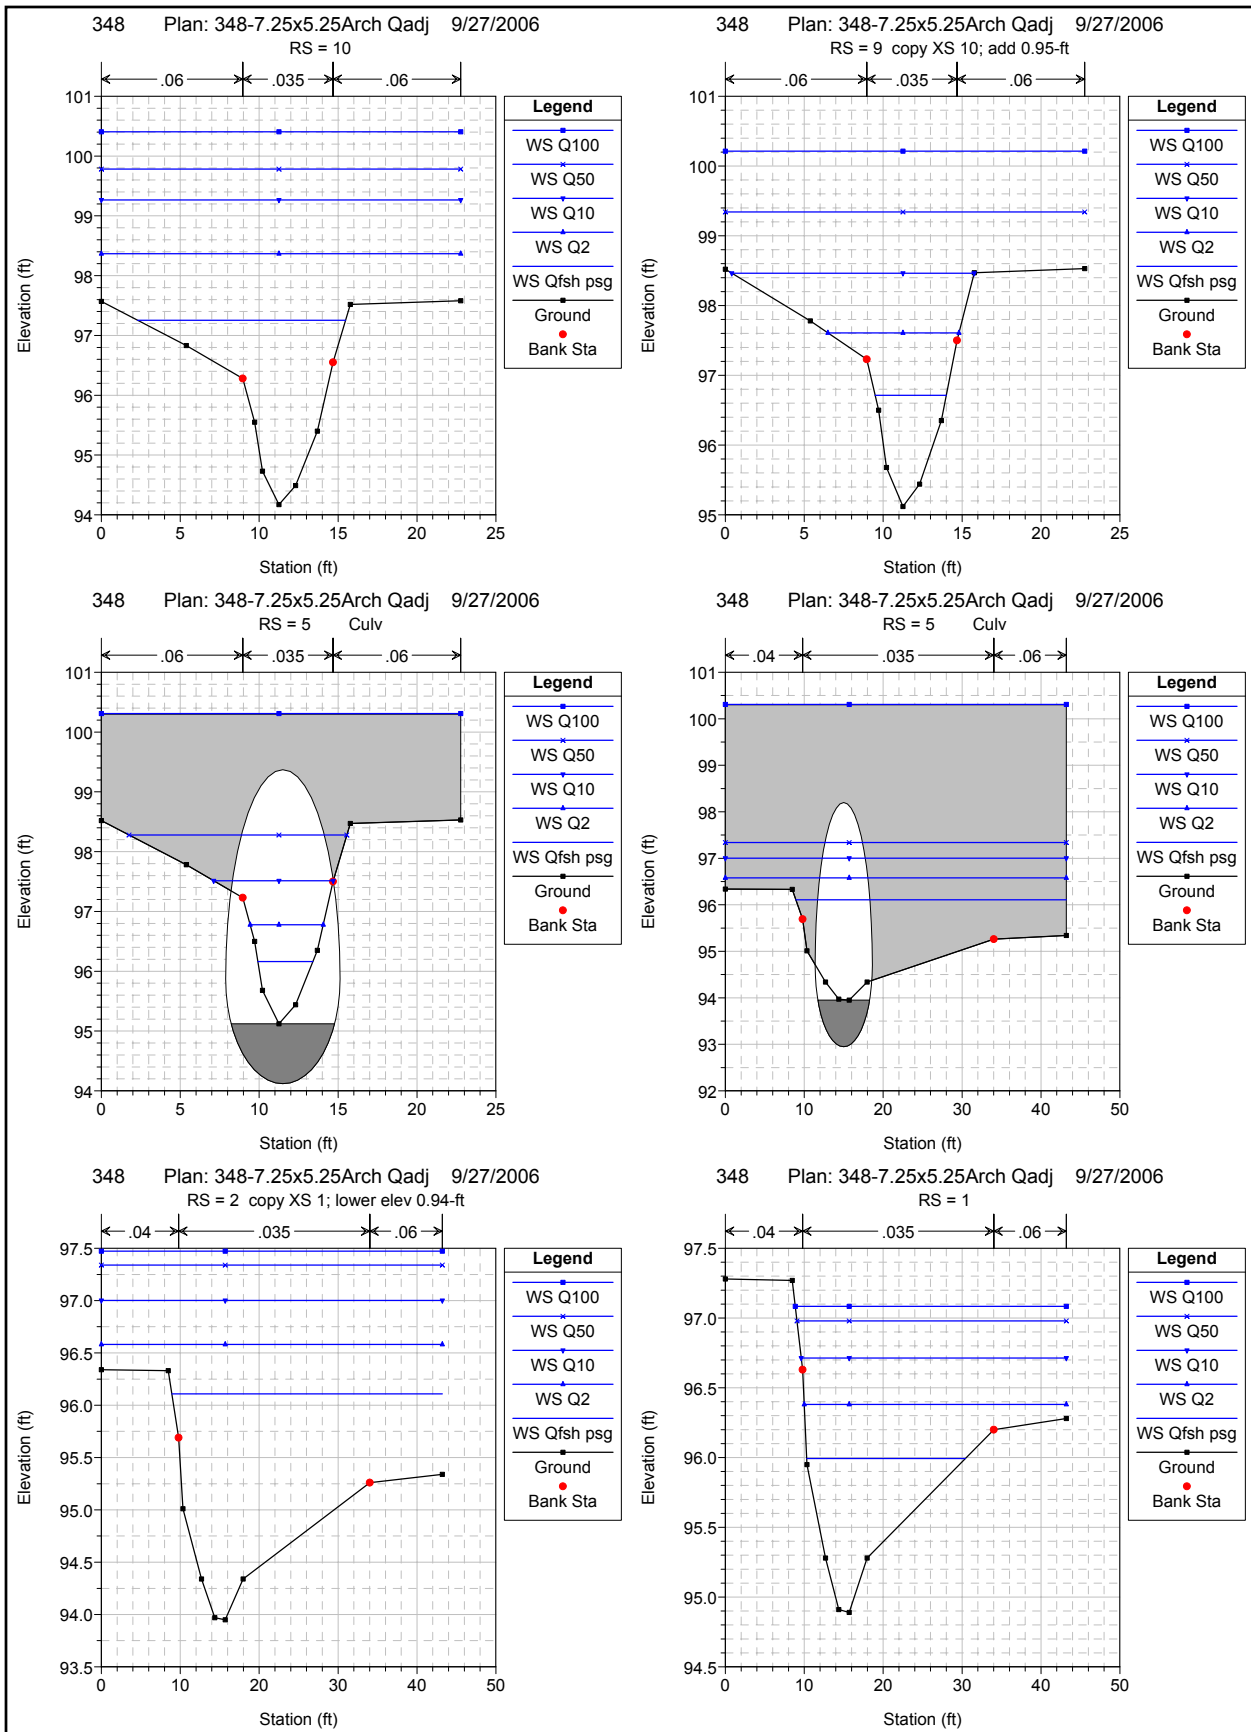 348 Plan: 348-7.25x5.25Arch Qadj 9/27/2006
RS = 10
.06 .035 .06
101
100
99
98
97
96
95
94
0 5 10 15 20 25
Station (ft)
Elevation (ft)
Legend
WS Q100
WS Q50
WS Q10
WS Q2
WS Qfsh psg
Ground
Bank Sta
348 Plan: 348-7.25x5.25Arch Qadj 9/27/2006
RS = 9 copy XS 10; add 0.95-ft
.06 .035 .06
101
100
99
98
97
96
95
0 5 10 15 20 25
Station (ft)
Elevation (ft)
Legend
WS Q100
WS Q50
WS Q10
WS Q2
WS Qfsh psg
Ground
Bank Sta
348 Plan: 348-7.25x5.25Arch Qadj 9/27/2006
RS = 5 Culv
.06 .035 .06
101
100
99
98
97
96
95
94
0 5 10 15 20 25
Station (ft)
Elevation (ft)
Legend
WS Q100
WS Q50
WS Q10
WS Q2
WS Qfsh psg
Ground
Bank Sta
348 Plan: 348-7.25x5.25Arch Qadj 9/27/2006
RS = 5 Culv
.04 .035 .06
101
100
99
98
97
96
95
94
93
92
0 10 20 30 40 50
Station (ft)
Elevation (ft)
Legend
WS Q100
WS Q50
WS Q10
WS Q2
WS Qfsh psg
Ground
Bank Sta
348 Plan: 348-7.25x5.25Arch Qadj 9/27/2006
RS = 2 copy XS 1; lower elev 0.94-ft
.04 .035 .06
97.5
97.0
96.5
96.0
95.5
95.0
94.5
94.0
93.5
0 10 20 30 40 50
Station (ft)
Elevation (ft)
Legend
WS Q100
WS Q50
WS Q10
WS Q2
WS Qfsh psg
Ground
Bank Sta
348 Plan: 348-7.25x5.25Arch Qadj 9/27/2006
RS = 1
.04 .035 .06
97.5
97.0
96.5
96.0
95.5
95.0
94.5
0 10 20 30 40 50
Station (ft)
Elevation (ft)
Legend
WS Q100
WS Q50
WS Q10
WS Q2
WS Qfsh psg
Ground
Bank Sta